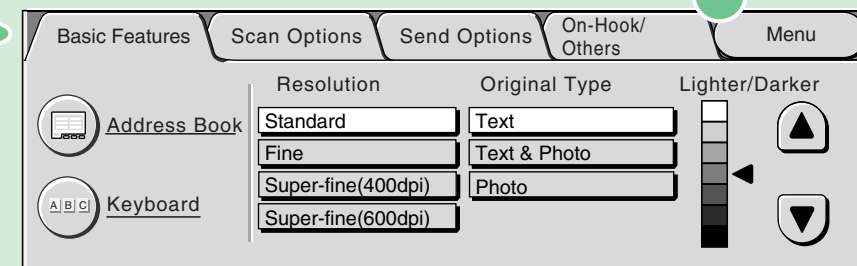 Basic Features Scan Options Send Options On-Hook/
Others Menu
Resolution Original Type Lighter/Darker
Address Book
Standard Text
Fine Text & Photo
Super-fine(400dpi) Photo
Super-fine(600dpi)
A B C Keyboard